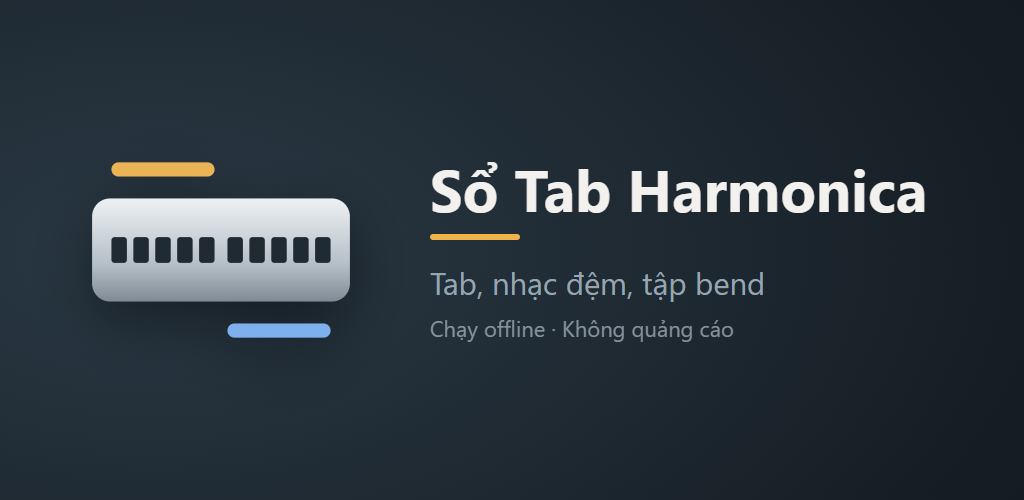 Sổ Tab Harmonica
Tab, nhạc đệm, tập bend
Chạy offline · Không quảng cáo